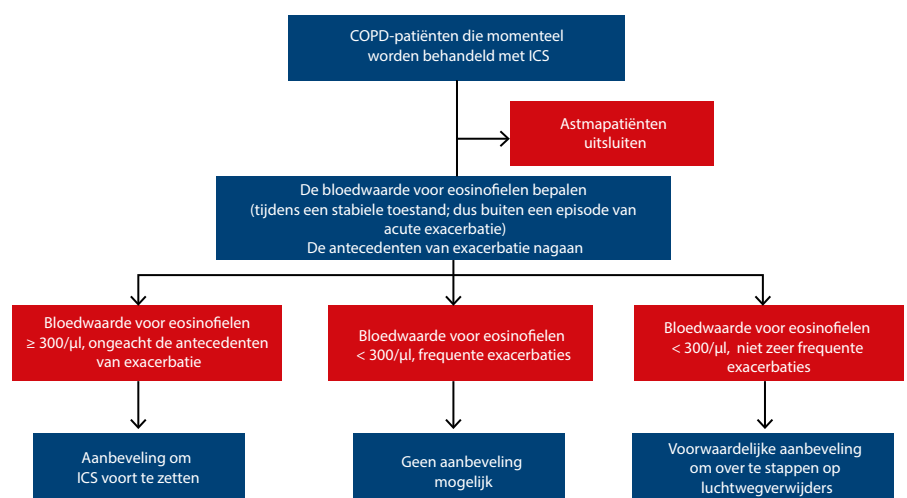 COPD-patiënten die momenteel
worden behandeld met ICS
Astmapatiënten
uitsluiten
De bloedwaarde voor eosinofielen bepalen
(tijdens een stabiele toestand; dus buiten een episode van
acute exacerbatie)
De antecedenten van exacerbatie nagaan
Bloedwaarde voor eosinofielen
≥ 300/µl, ongeacht de antecedenten
van exacerbatie
Bloedwaarde voor eosinofielen
< 300/µl, frequente exacerbaties
Bloedwaarde voor eosinofielen
< 300/µl, niet zeer frequente
exacerbaties
Aanbeveling om
ICS voort te zetten
Geen aanbeveling
mogelijk
Voorwaardelijke aanbeveling
om over te stappen op
luchtwegverwijders